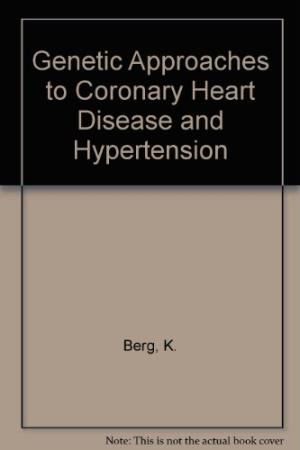 Genetic Approaches
to Coronary Heart
Disease and
Hypertension
Berg, K.
Note: This is not the actual book cover